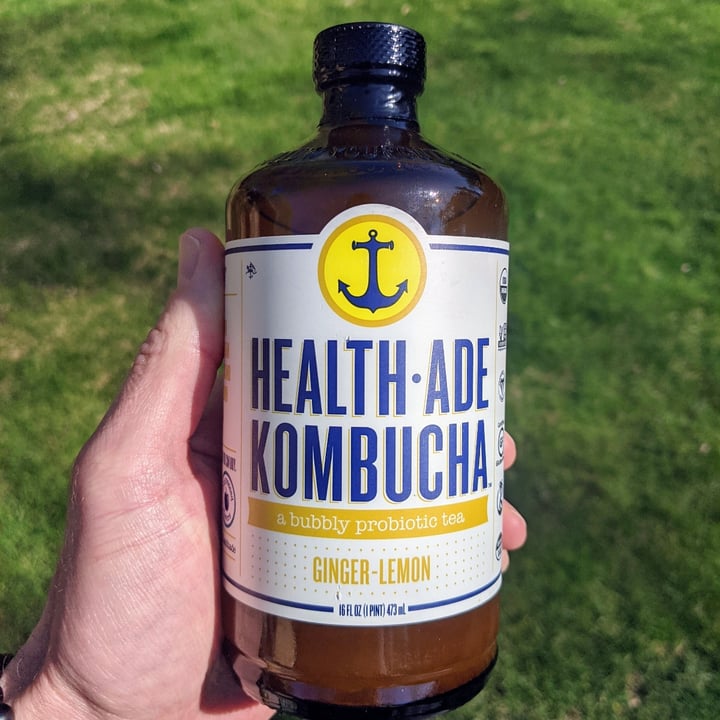 HEALTH·ADE
KOMBUCHA
a bubbly probiotic tea
GINGER-LEMON
16 FL OZ (1 PINT) 473 mL